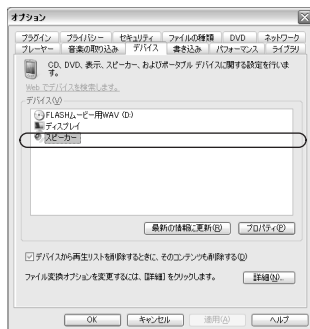 オプション
プラグイン プライバシー セキュリティ ファイルの種類 DVD ネットワーク
プレーヤー 音楽の取り込み デバイス 書き込み パフォーマンス ライブラリ
CD、DVD、表示、スピーカー、およびポータブル デバイスに関する設定を行いま
す。
Web でデバイスを検索します。
デバイス(V)
FLASHムービー用WAV (D:)
ディスプレイ
スピーカー
最新の情報に更新(R) プロパティ(P)
デバイスから再生リストを削除するときに、そのコンテンツも削除する(D)
ファイル変換オプションを変更するには、[詳細] をクリックします。 詳細(N)...
OK キャンセル 適用(A) ヘルプ